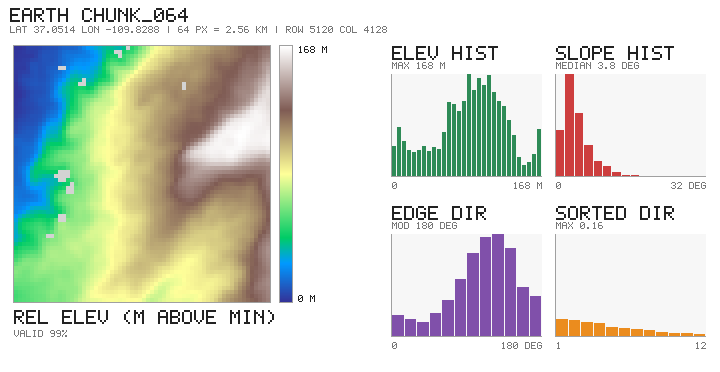 EARTH CHUNK_064
LAT 37.0514 LON -109.8288 | 64 PX = 2.56 KM | ROW 5120 COL 4128
168 M
0 M
REL ELEV (M ABOVE MIN)
VALID 99%
ELEV HIST
MAX 168 M
0 168 M
SLOPE HIST
MEDIAN 3.8 DEG
0 32 DEG
EDGE DIR
MOD 180 DEG
0 180 DEG
SORTED DIR
MAX 0.16
1 12